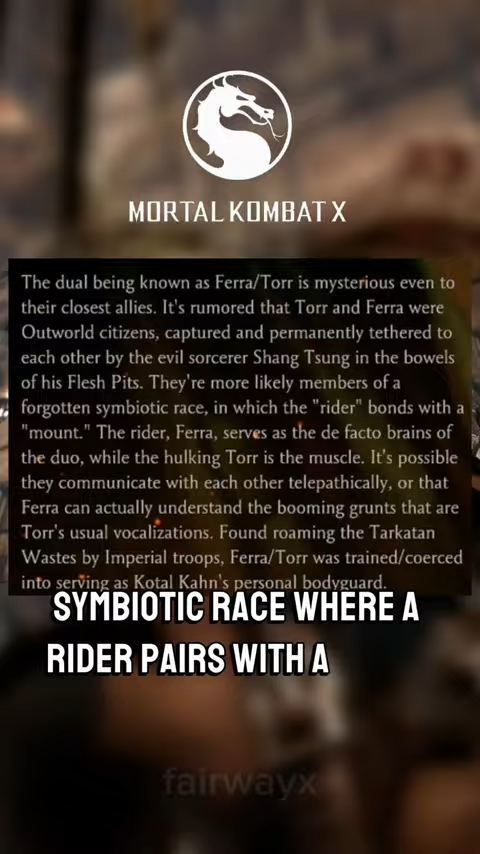 MORTAL KOMBAT X
The dual being known as Ferra/Torr is mysterious even to
their closest allies. It's rumored that Torr and Ferra were
Outworld citizens, captured and permanently tethered to
each other by the evil sorcerer Shang Tsung in the bowels
of his Flesh Pits. They're more likely members of a
forgotten symbiotic race, in which the "rider" bonds with a
"mount." The rider, Ferra, serves as the de facto brains of
the duo, while the hulking Torr is the muscle. It's possible
they communicate with each other telepathically, or that
Ferra can actually understand the booming grunts that are
Torr's usual vocalizations. Found roaming the Tarkatan
Wastes by Imperial troops, Ferra/Torr was trained/coerced
into serving as Kotal Kahn's personal bodyguard.
SYMBIOTIC RACE WHERE A
RIDER PAIRS WITH A
fairwayx